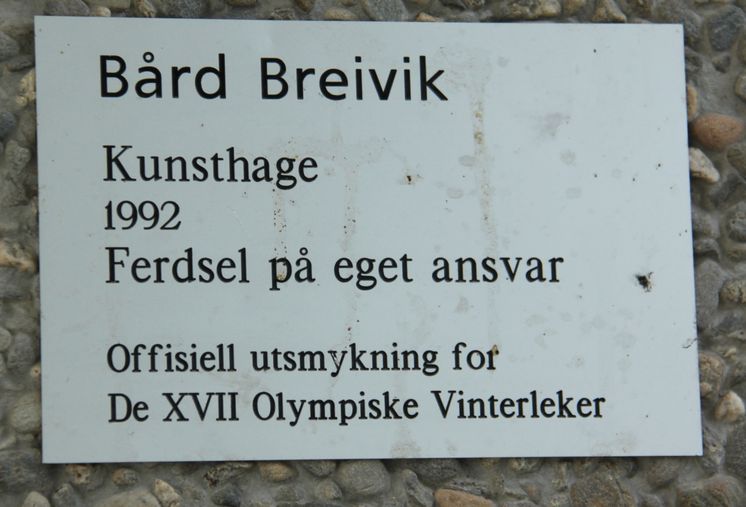 Bård Breivik
Kunsthage
1992
Ferdsel på eget ansvar
Offisiell utsmykning for
De XVII Olympiske Vinterleker